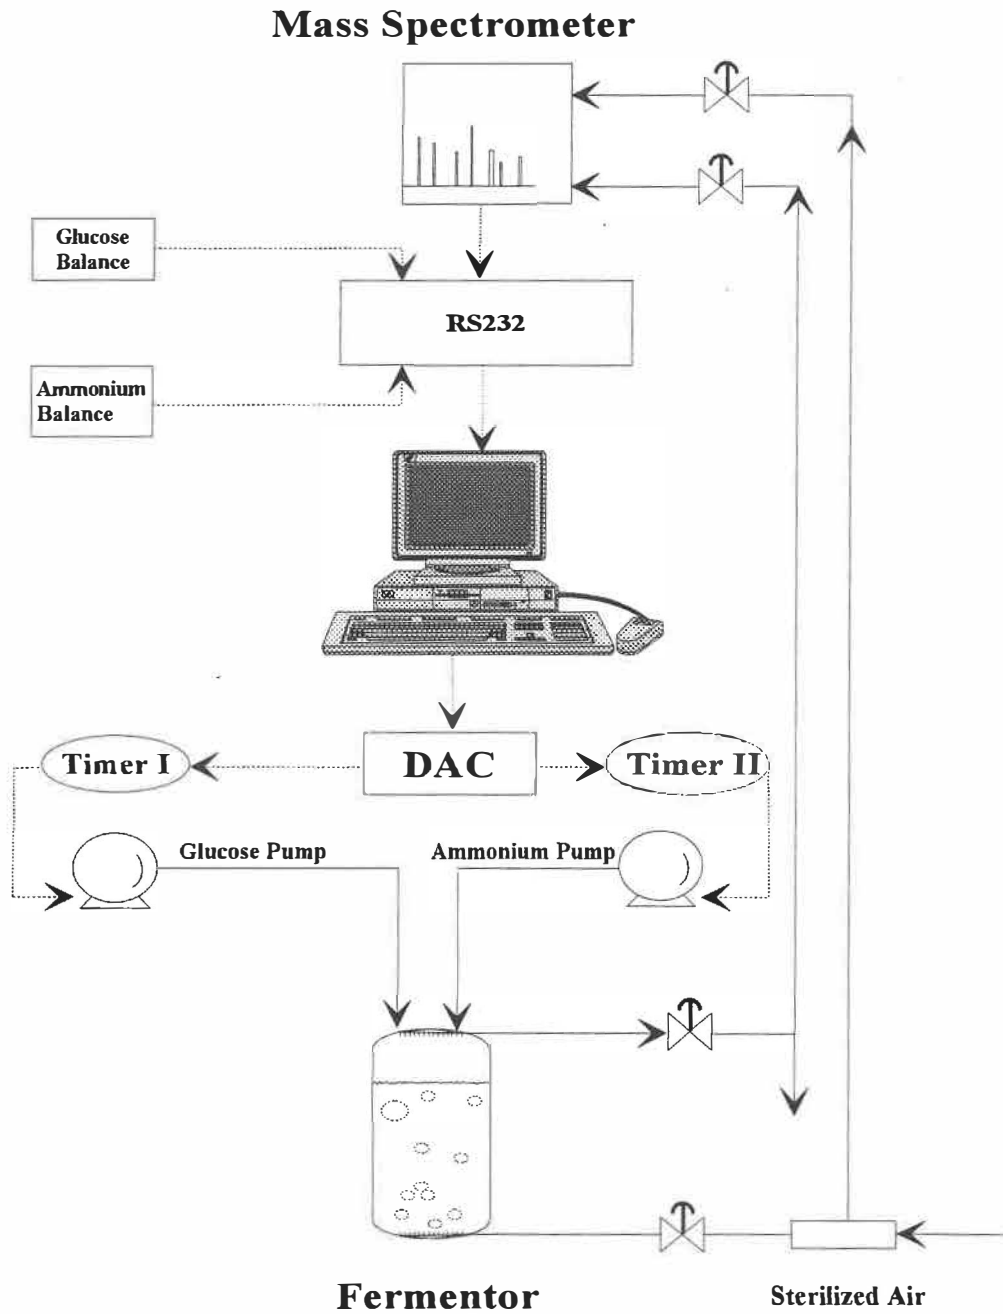 Mass Spectrometer
Glucose
Balance
RS232
Ammonium
Balance
Timer I
DAC
Timer II
Glucose Pump
Ammonium Pump
Fermentor
Sterilized Air